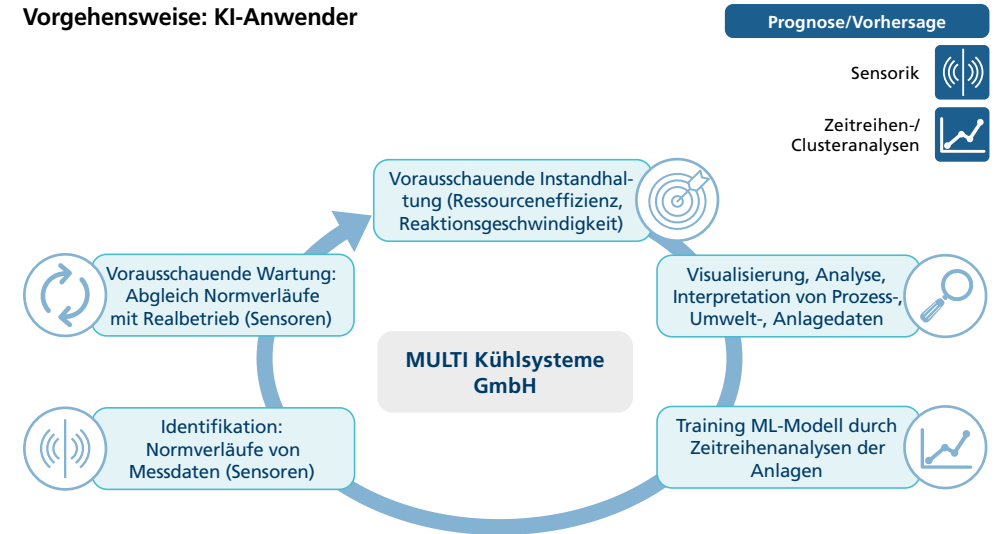 Vorgehensweise: KI-Anwender
Prognose/Vorhersage
Sensorik
Zeitreihen-/
Clusteranalysen
Vorausschauende Instandhal-
tung (Ressourceneffizienz,
Reaktionsgeschwindigkeit)
Visualisierung, Analyse,
Interpretation von Prozess-,
Umwelt-, Anlagedaten
Training ML-Modell durch
Zeitreihenanalysen der
Anlagen
Identifikation:
Normverläufe von
Messdaten (Sensoren)
Vorausschauende Wartung:
Abgleich Normverläufe
mit Realbetrieb (Sensoren)
MULTI Kühlsysteme
GmbH